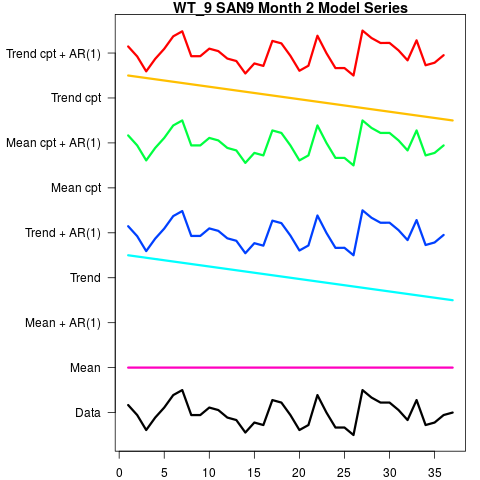 WT_9 SAN9 Month 2 Model Series
Trend cpt + AR(1)
Trend cpt
Mean cpt + AR(1)
Mean cpt
Trend + AR(1)
Trend
Mean + AR(1)
Mean
Data
0 5 10 15 20 25 30 35